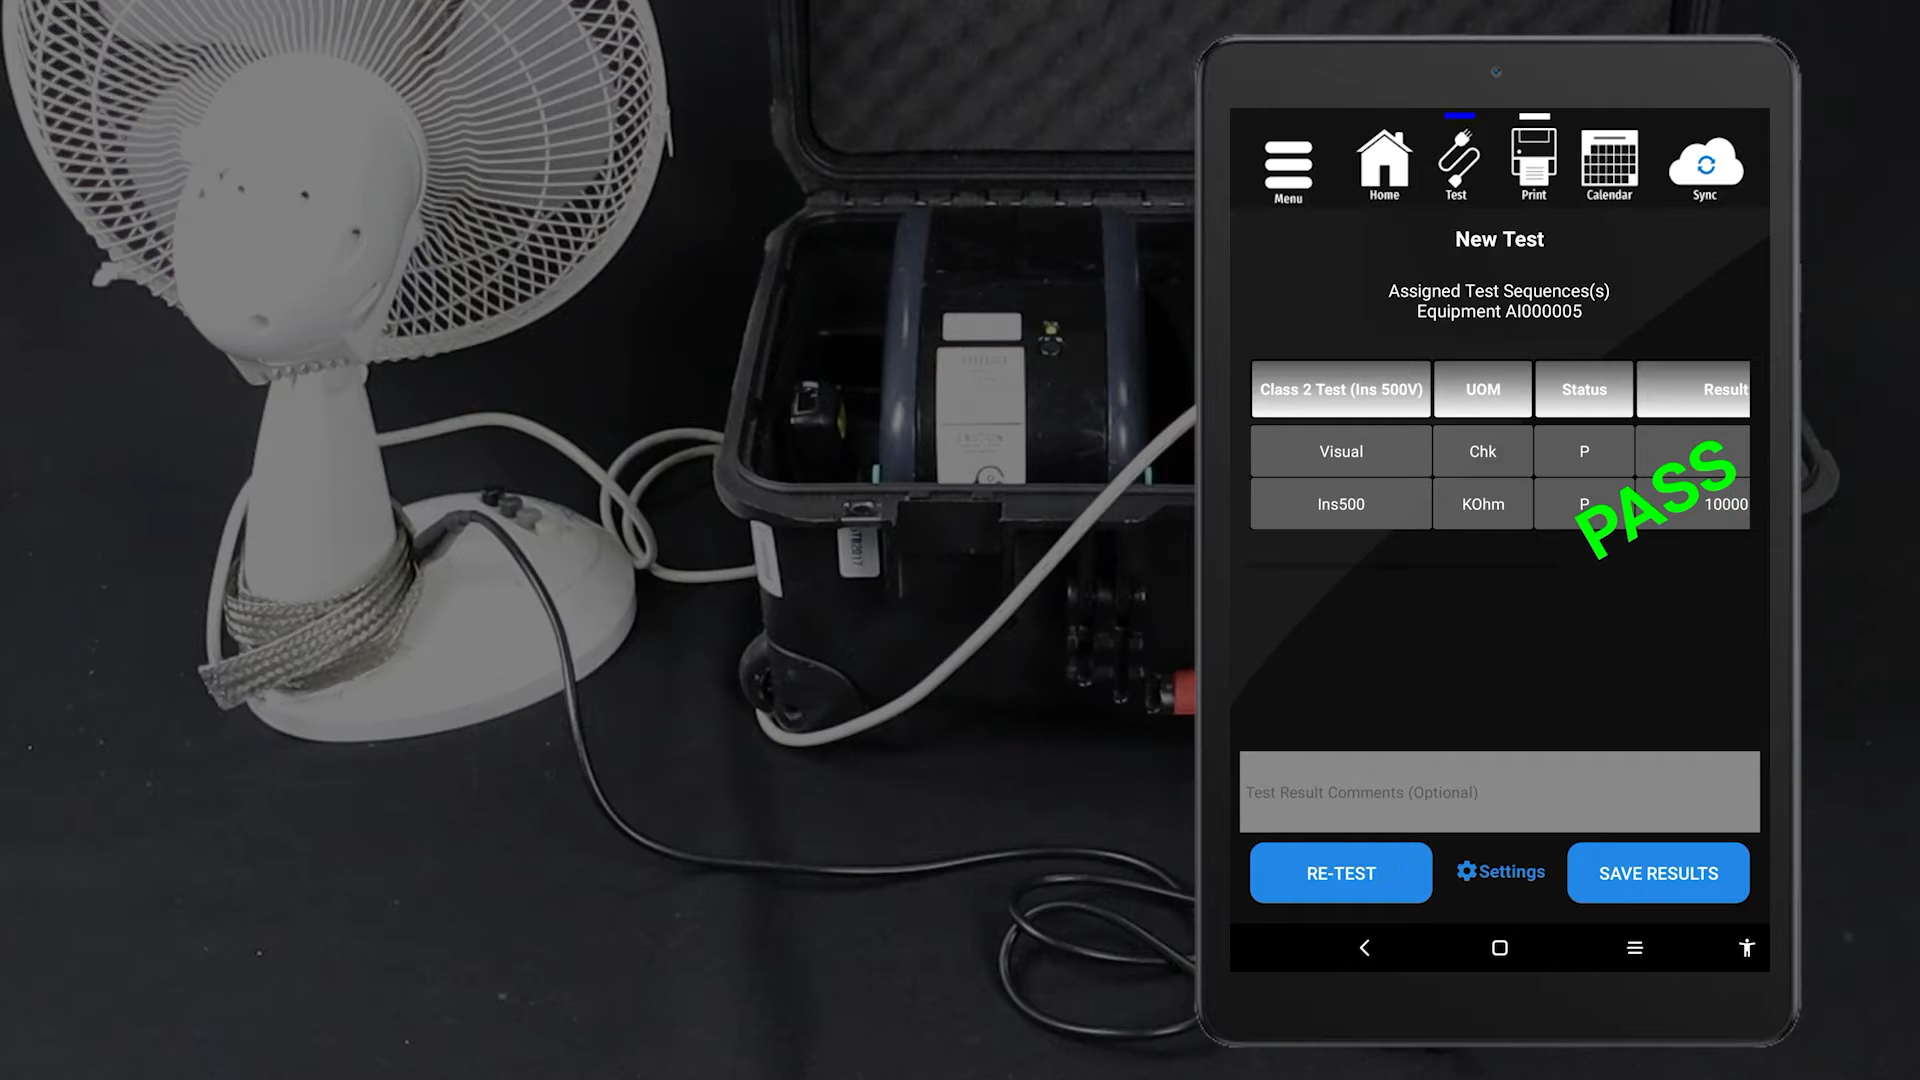 Menu
Home
Test
Print
Calendar
Sync
New Test
Assigned Test Sequences(s)
Equipment AI000005
Class 2 Test (Ins 500V) UOM Status Result
Visual Chk P
Ins500 KOhm P 10000
PASS
Test Result Comments (Optional)
RE-TEST Settings SAVE RESULTS
CAUTION